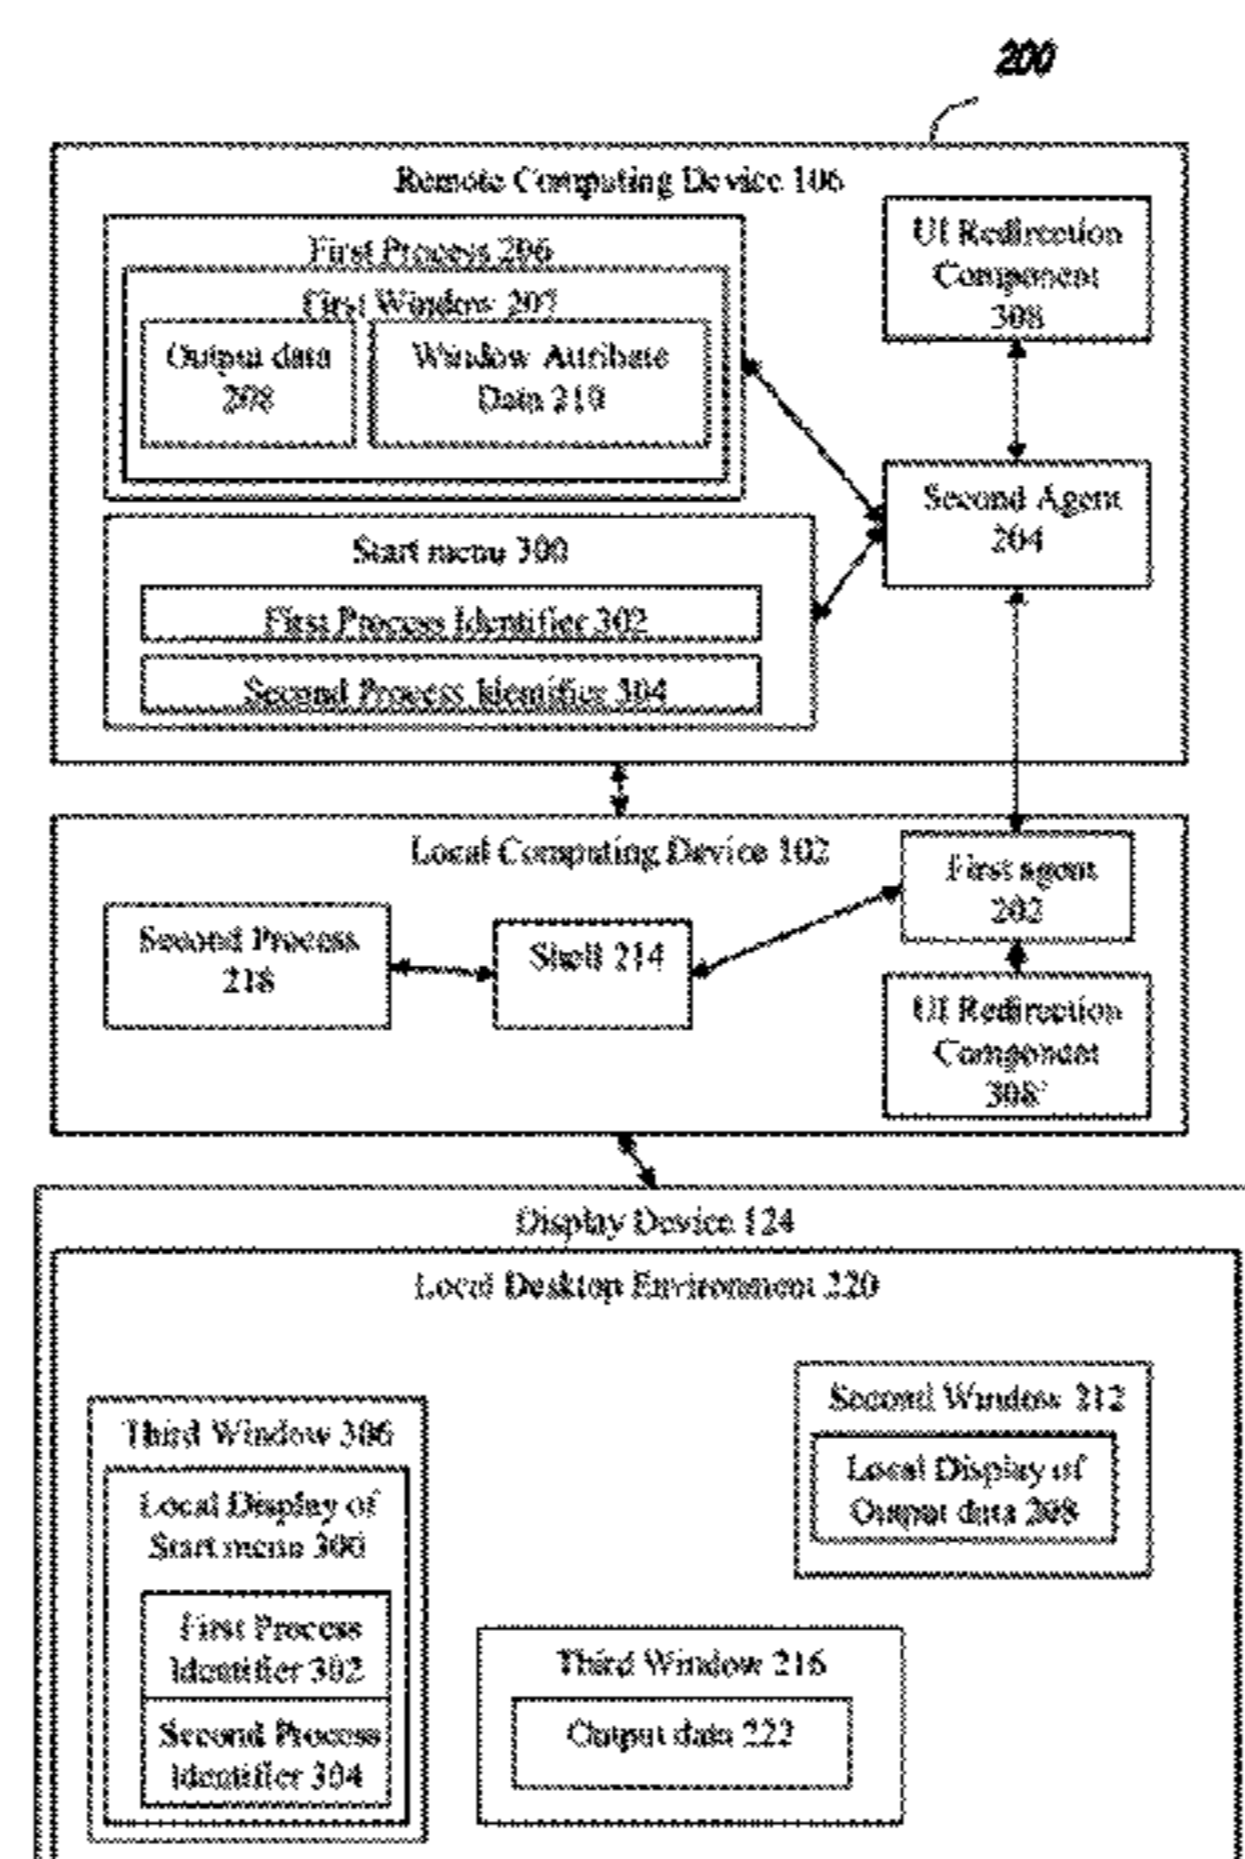 200
Remote Computing Device 106
First Process 206
First Window 207
Output data
208
Window Attribute
Data 210
UI Redirection
Component
308
Second Agent
204
Start menu 300
First Process Identifier 302
Second Process Identifier 304
Local Computing Device 102
First agent
202
Second Process
218
Shell 214
UI Redirection
Component
308'
Display Device 124
Local Desktop Environment 220
Second Window 212
Local Display of
Output data 208
Third Window 306
Local Display of
Start menu 300
First Process
Identifier 302
Second Process
Identifier 304
Third Window 216
Output data 222